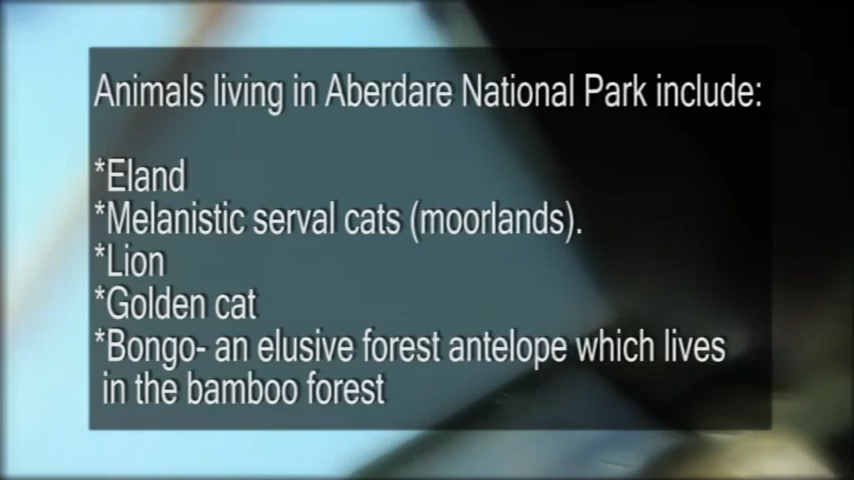 Animals living in Aberdare National Park include:
*Eland
*Melanistic serval cats (moorlands).
*Lion
*Golden cat
*Bongo- an elusive forest antelope which lives
in the bamboo forest